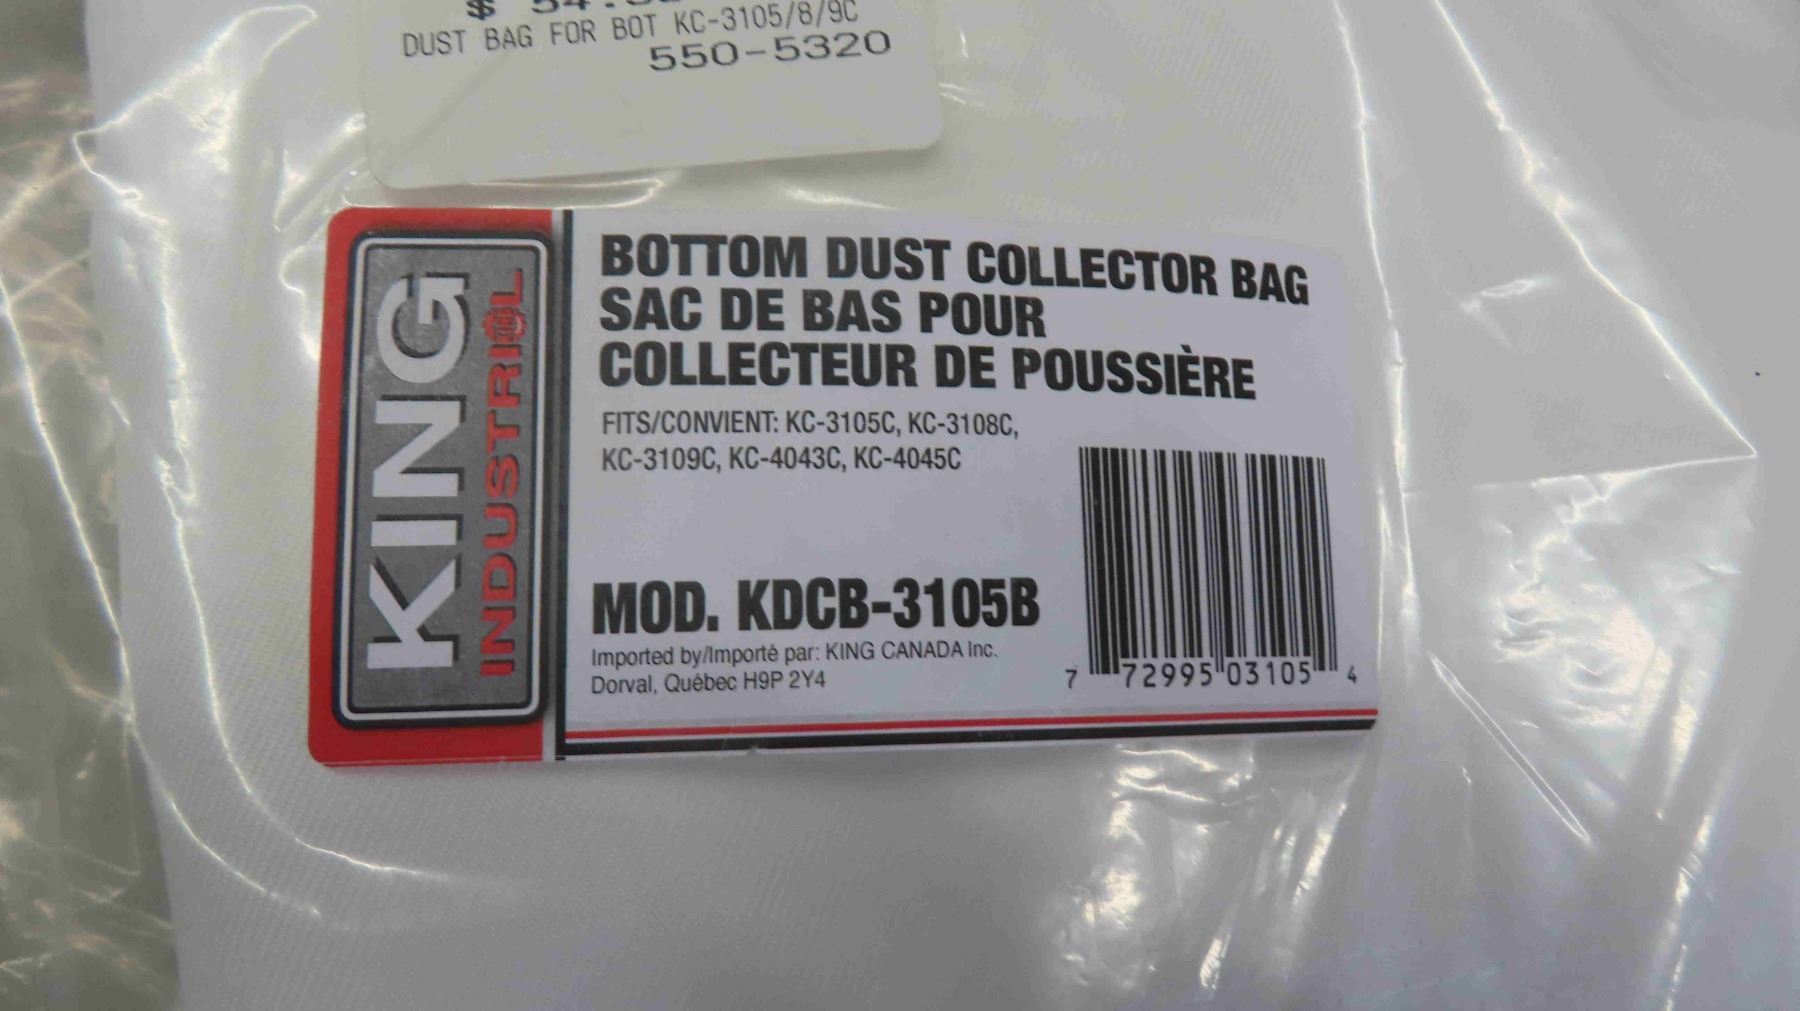 DUST BAG FOR BOT KC-3105/8/9C
550-5320
KING
INDUSTRIAL
BOTTOM DUST COLLECTOR BAG
SAC DE BAS POUR
COLLECTEUR DE POUSSIÈRE
FITS/CONVIENT: KC-3105C, KC-3108C,
KC-3109C, KC-4043C, KC-4045C
MOD. KDCB-3105B
Imported by/Importé par: KING CANADA Inc.
Dorval, Québec H9P 2Y4
7 72995 03105 4